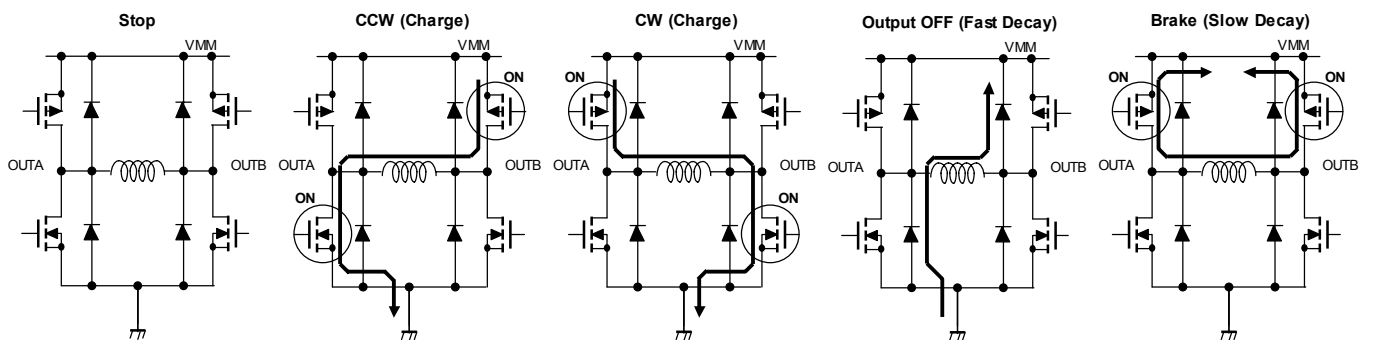 Stop
CCW (Charge)
CW (Charge)
Output OFF (Fast Decay)
Brake (Slow Decay)
VMM
VMM
VMM
VMM
VMM
ON
ON
ON
ON
OUTA
OUTB
OUTA
OUTB
OUTA
OUTB
OUTA
OUTB
OUTA
OUTB
ON
ON